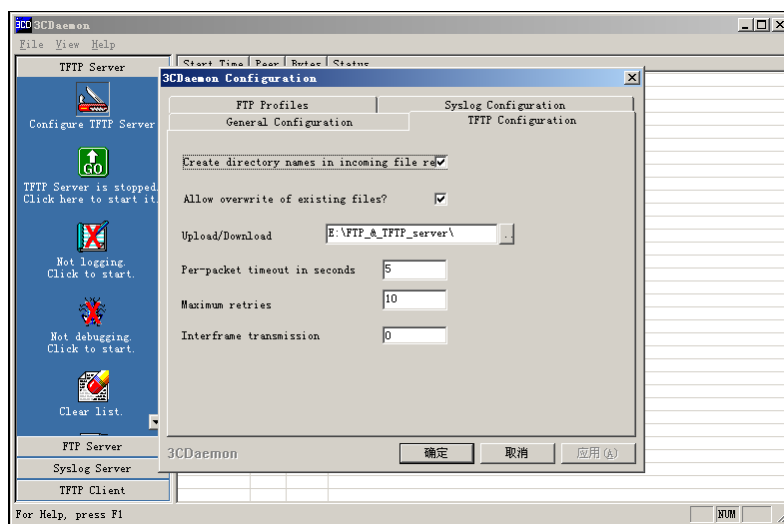 3CD 3CDaemon
File View Help
TFTP Server
Start Time Peer Bytes Status
3CDaemon Configuration
FTP Profiles
Syslog Configuration
General Configuration
TFTP Configuration
Configure TFTP Server
GO
TFTP Server is stopped.
Click here to start it.
Not logging.
Click to start.
Not debugging.
Click to start.
Clear list.
FTP Server
Syslog Server
TFTP Client
Create directory names in incoming file re
Allow overwrite of existing files?
Upload/Download
E:\FTP_&_TFTP_server\
..
Per-packet timeout in seconds
5
Maximum retries
10
Interframe transmission
0
3CDaemon
确定
取消
应用(A)
For Help, press F1
NUM